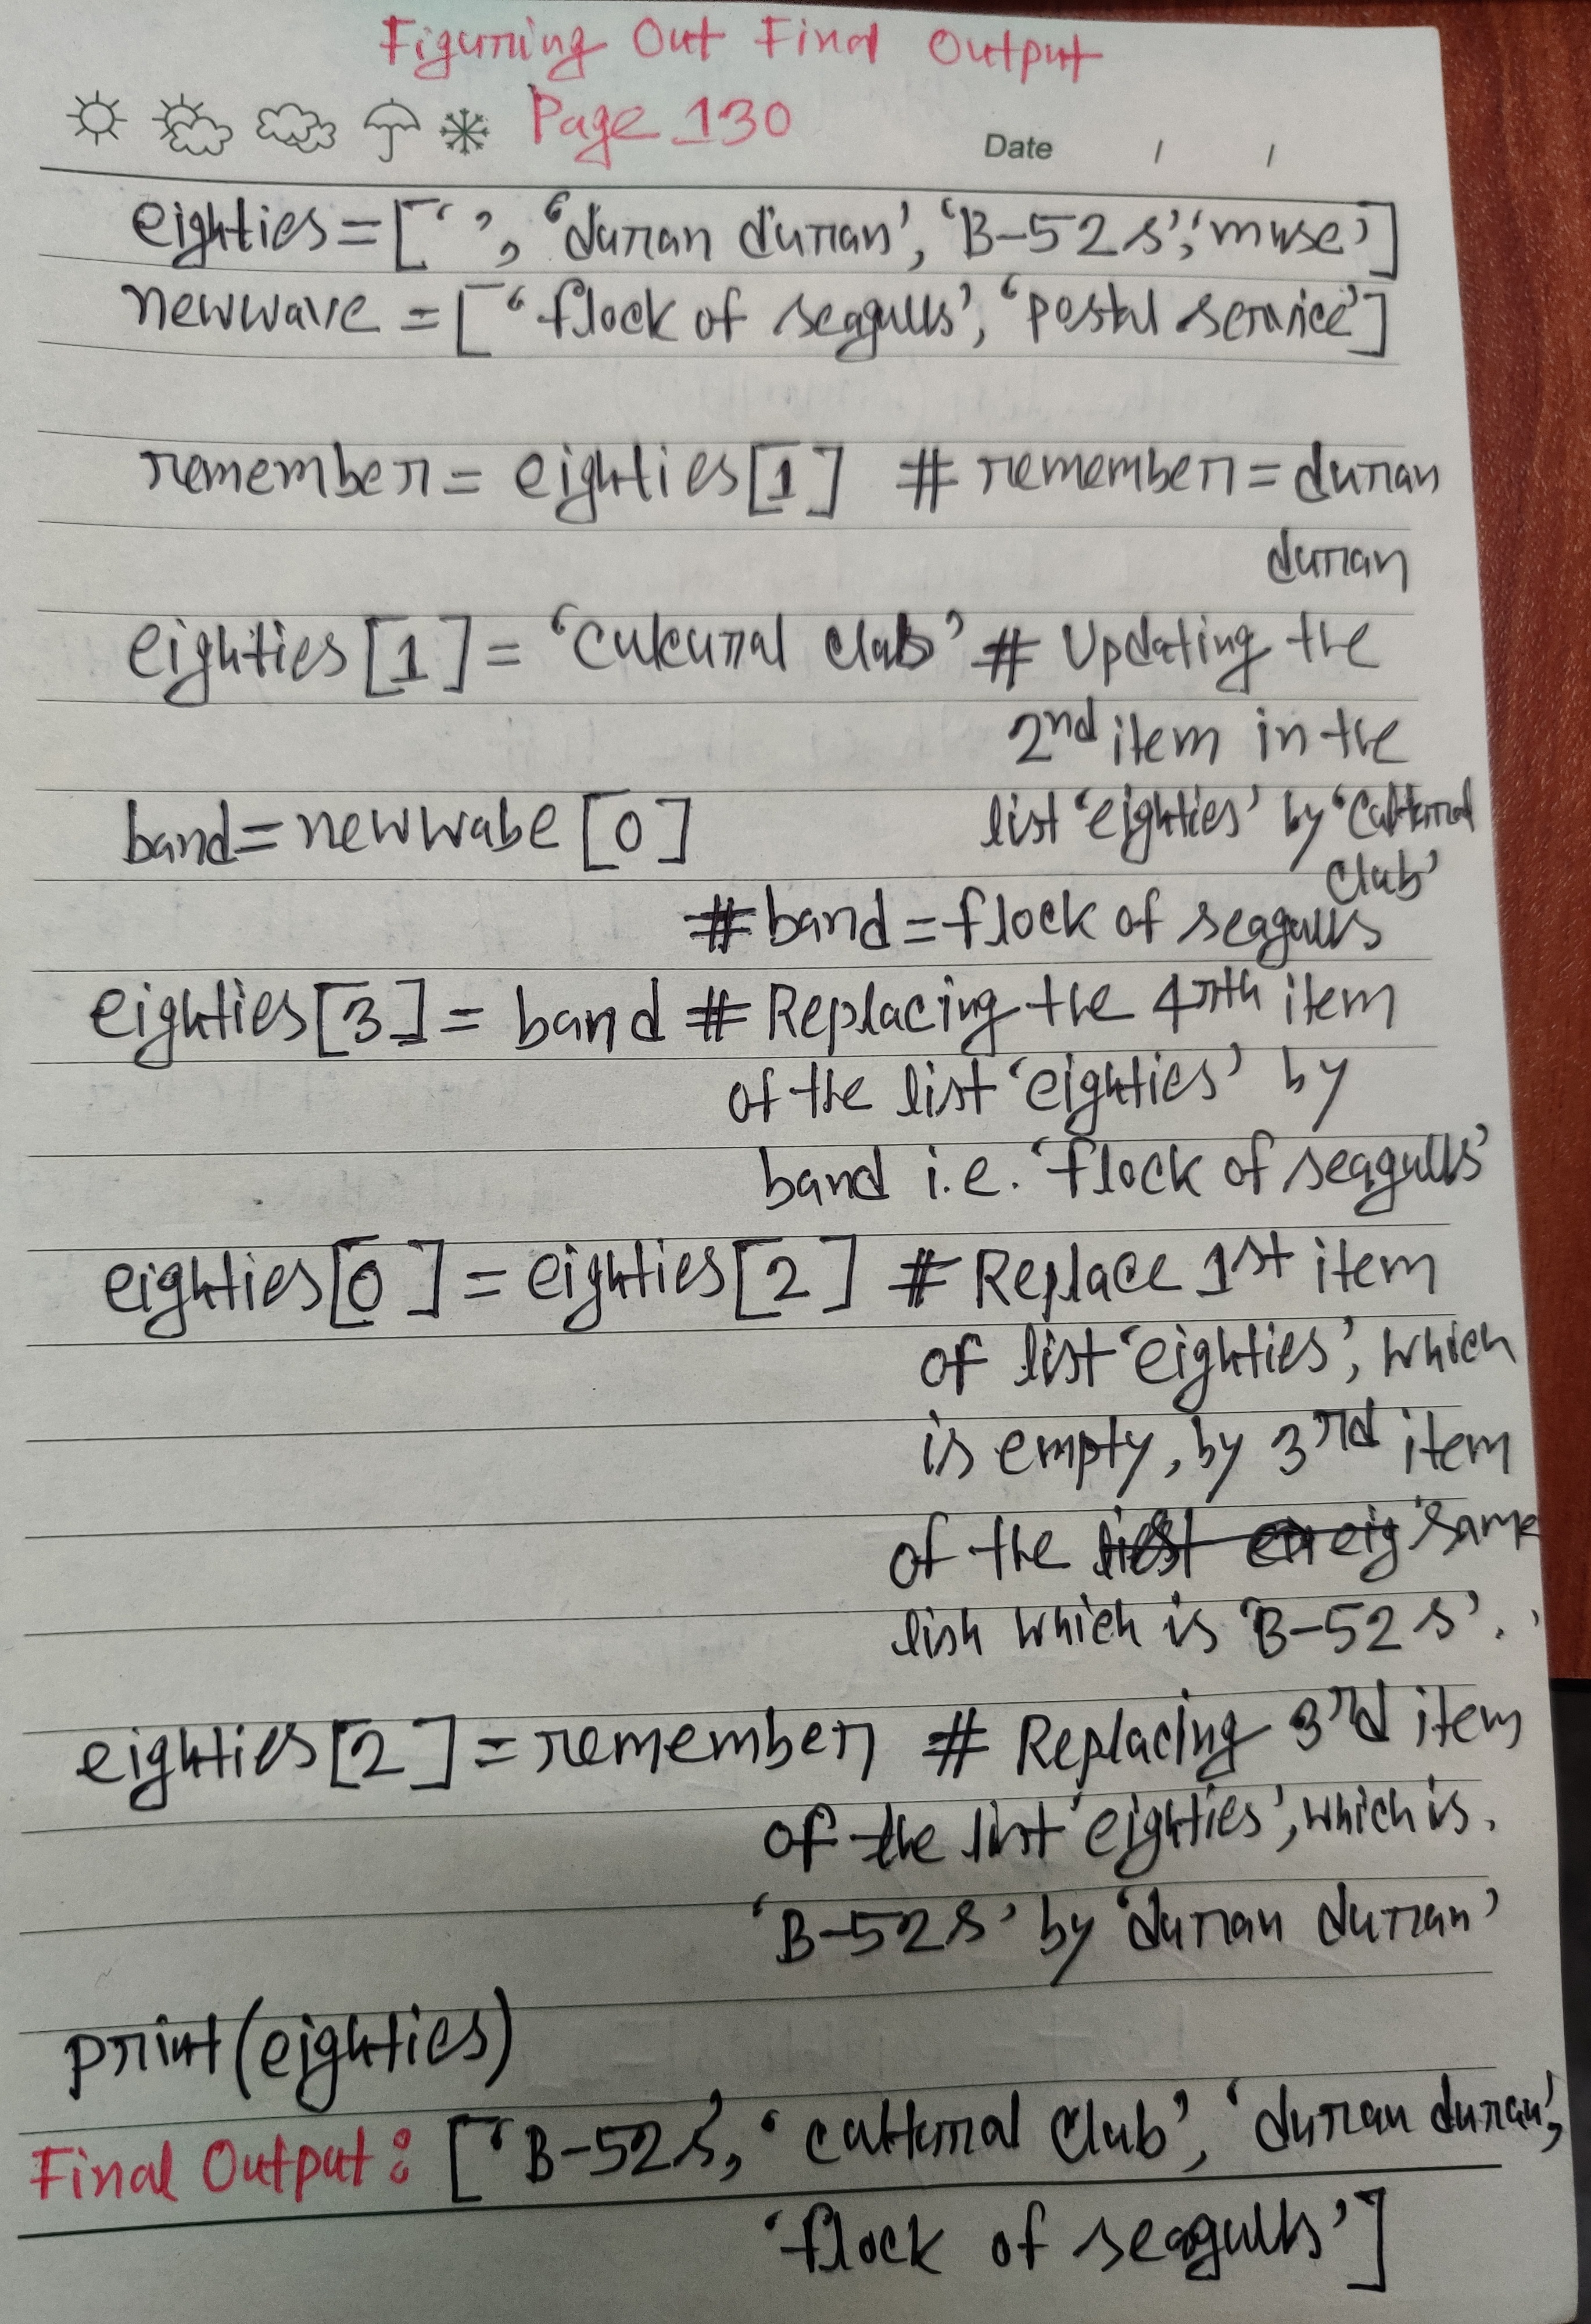 Figuring Out Final Output
Page 130
Date / /
eighties=[‘ ’, ‘duran duran’, ‘B-52s’,‘muse’]
newwave =[‘flock of seagulls’, ‘postal service’]
remember= eighties[1] # remember= duran
duran
eighties[1]= ‘Cultural Club’ # Updating the
2nd item in the
band=newwave[0] list ‘eighties’ by ‘Cultural
Club’
#band=flock of seagulls
eighties[3]= band # Replacing the 4rth item
of the list ‘eighties’ by
band i.e. ‘flock of seagulls’
eighties[0]=eighties[2] # Replace 1st item
of list ‘eighties’, which
is empty, by 3rd item
of the same
list which is ‘B-52s’.
eighties[2]=remember # Replacing 3rd item
of the list ‘eighties’, which is.
‘B-52s’ by ‘duran duran’
print(eighties)
Final Output: [‘B-52s’, ‘Cultural Club’, ‘duran duran’,
‘flock of seagulls’]